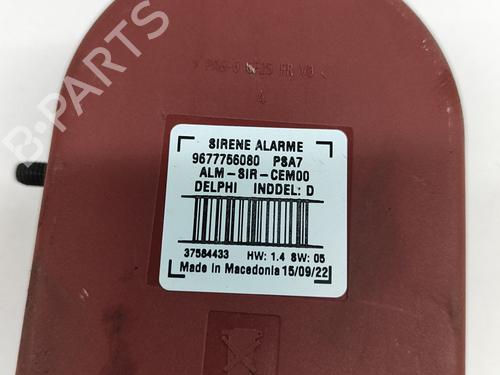 SIRENE ALARME
9677756080 PSA7
ALM-SIR-CEM00
DELPHI INDDEL: D
37584433 HW: 1.4 SW: 05
Made in Macedonia 15/09/22
B-PARTS